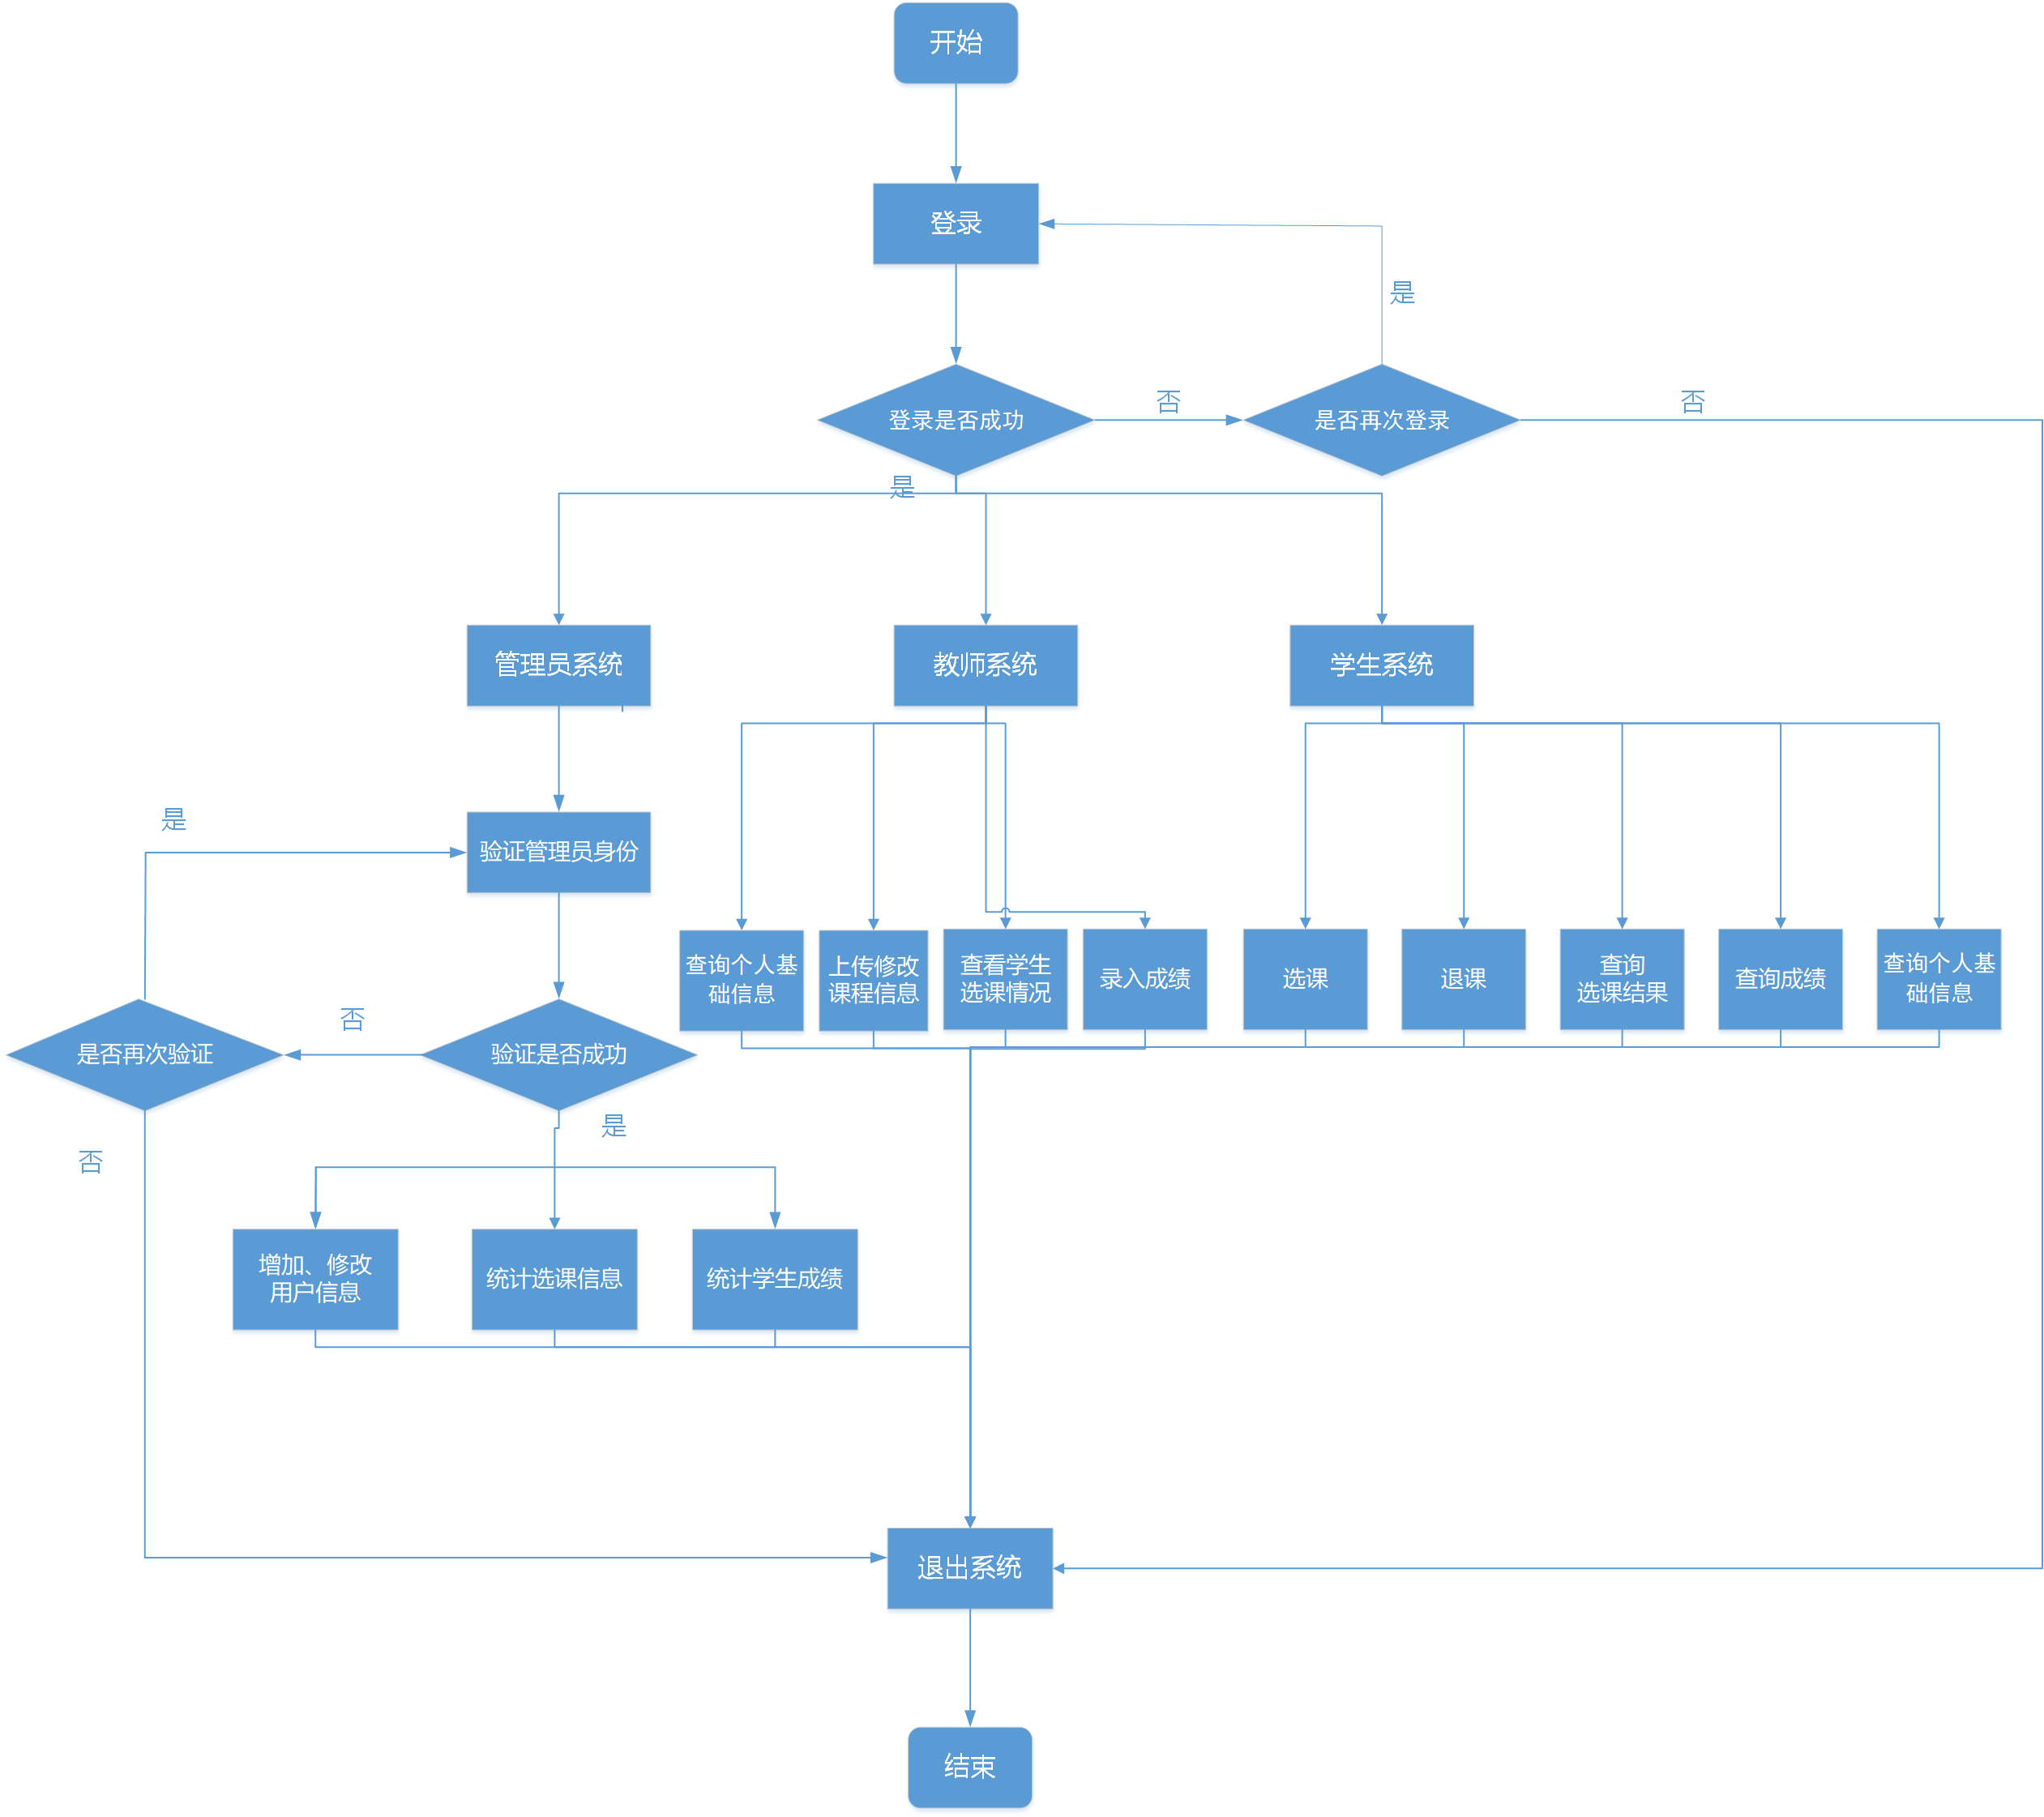 开始
登录
是
登录是否成功
否
是否再次登录
否
是
管理员系统
教师系统
学生系统
是
验证管理员身份
查询个人基
础信息
上传修改
课程信息
查看学生
选课情况
录入成绩
选课
退课
查询
选课结果
查询成绩
查询个人基
础信息
是否再次验证
否
验证是否成功
是
否
增加、修改
用户信息
统计选课信息
统计学生成绩
退出系统
结束